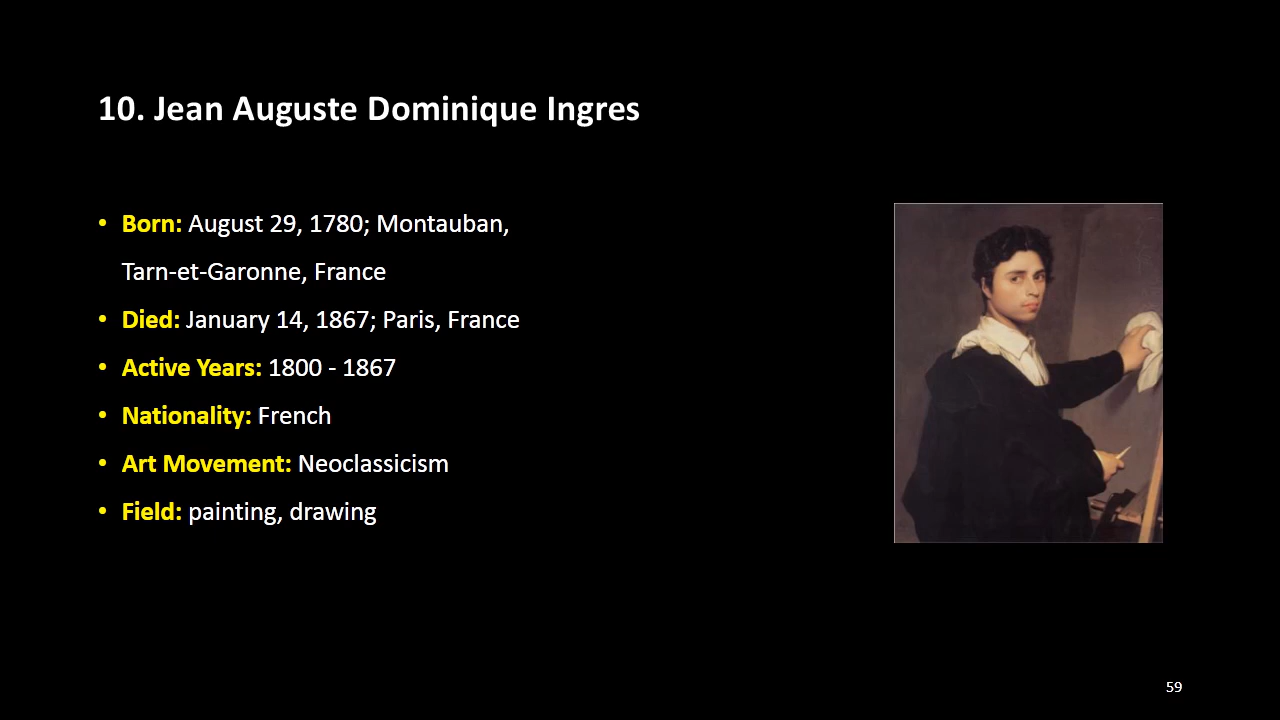 10. Jean Auguste Dominique Ingres
• Born: August 29, 1780; Montauban,
Tarn-et-Garonne, France
• Died: January 14, 1867; Paris, France
• Active Years: 1800 - 1867
• Nationality: French
• Art Movement: Neoclassicism
• Field: painting, drawing
59